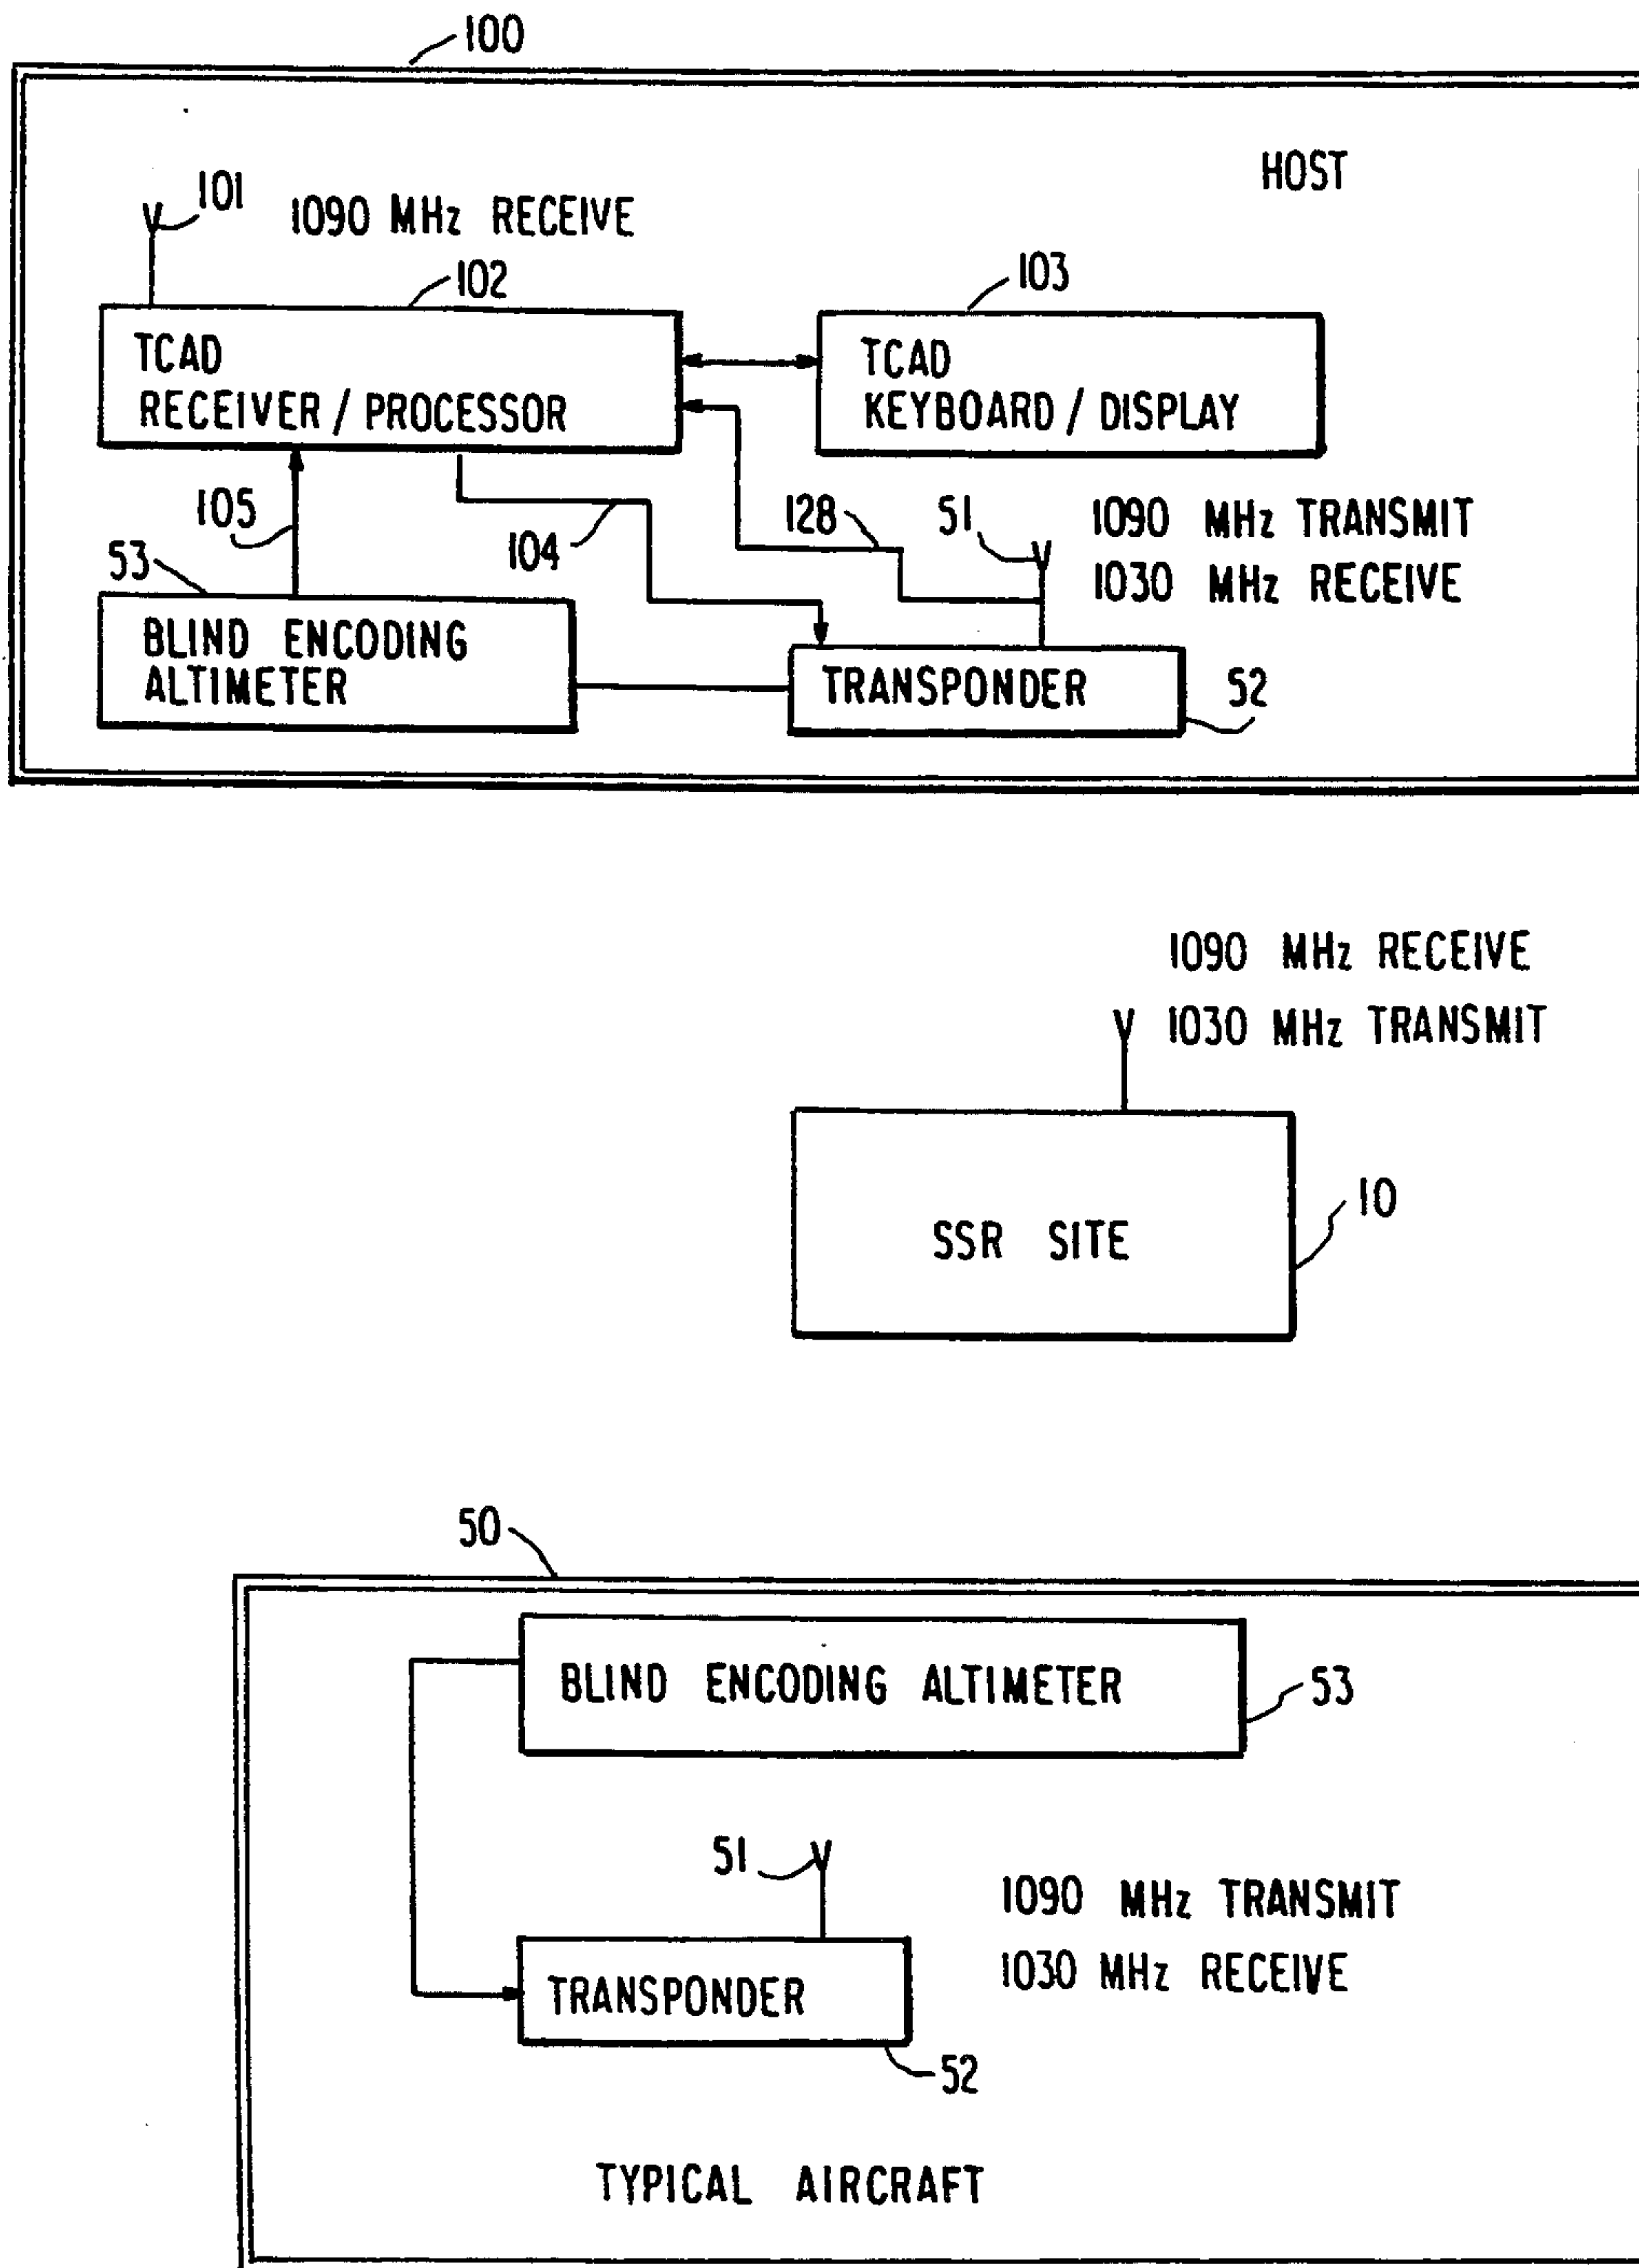 100
HOST
101
1090 MHz RECEIVE
102
103
TCAD
RECEIVER / PROCESSOR
TCAD
KEYBOARD / DISPLAY
105
104
128
51
1090 MHz TRANSMIT
1030 MHz RECEIVE
53
BLIND ENCODING
ALTIMETER
TRANSPONDER
52
1090 MHz RECEIVE
1030 MHz TRANSMIT
SSR SITE
10
50
BLIND ENCODING ALTIMETER
53
51
1090 MHz TRANSMIT
1030 MHz RECEIVE
TRANSPONDER
52
TYPICAL AIRCRAFT